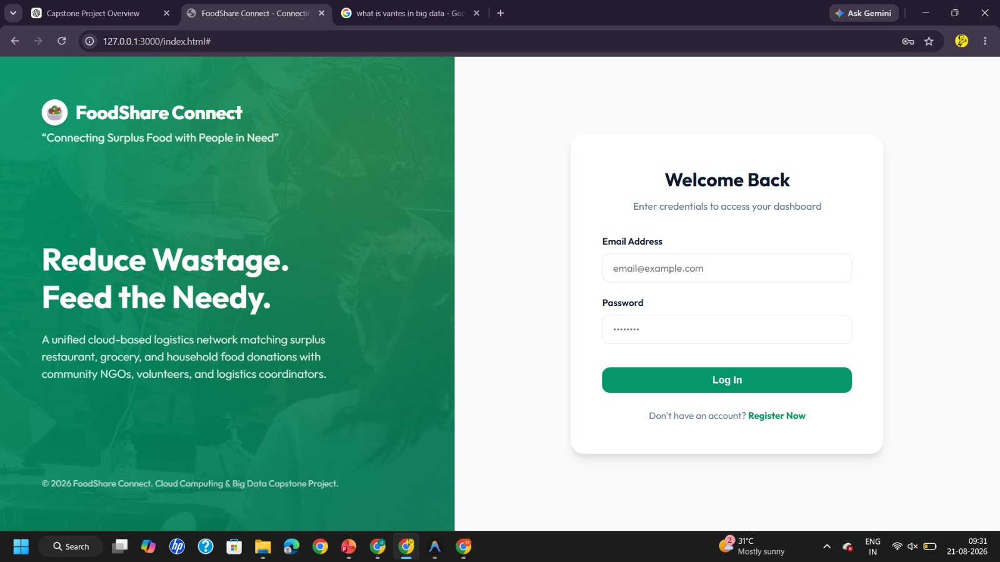 Capstone Project Overview
FoodShare Connect - Connectin
what is varites in big data - Goo
Ask Gemini
127.0.0.1:3000/index.html#
FoodShare Connect
“Connecting Surplus Food with People in Need”
Reduce Wastage.
Feed the Needy.
A unified cloud-based logistics network matching surplus
restaurant, grocery, and household food donations with
community NGOs, volunteers, and logistics coordinators.
© 2026 FoodShare Connect. Cloud Computing & Big Data Capstone Project.
Welcome Back
Enter credentials to access your dashboard
Email Address
email@example.com
Password
••••••••
Log In
Don't have an account? Register Now
Search
hp
P
d
M
2
31°C
Mostly sunny
ENG
IN
09:31
21-08-2026